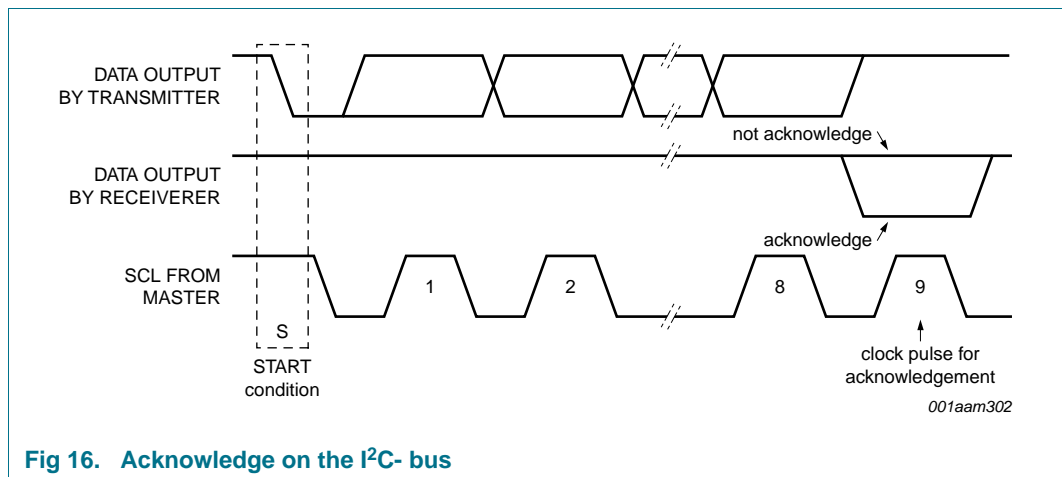 DATA OUTPUT
BY TRANSMITTER
not acknowledge
DATA OUTPUT
BY RECEIVERER
acknowledge
SCL FROM
MASTER
1
2
8
9
S
START
condition
clock pulse for
acknowledgement
001aam302
Fig 16. Acknowledge on the I²C- bus